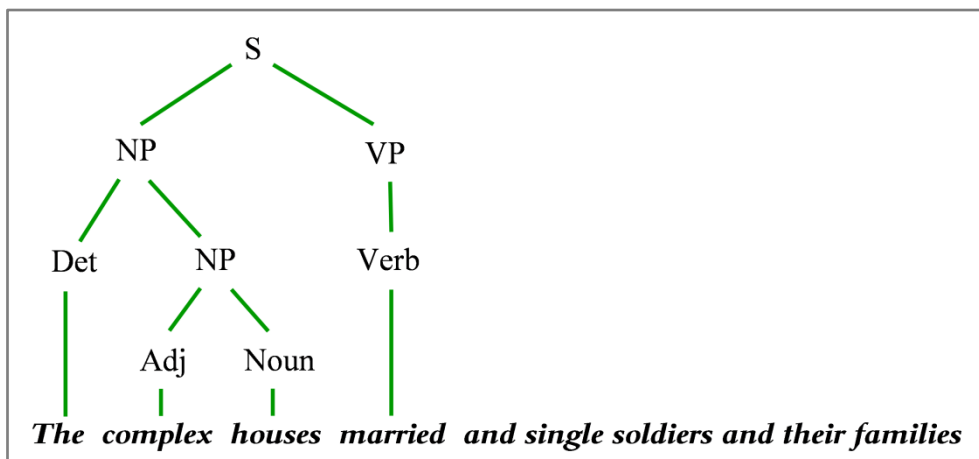 S
NP VP
Det NP Verb
Adj Noun
The complex houses married and single soldiers and their families